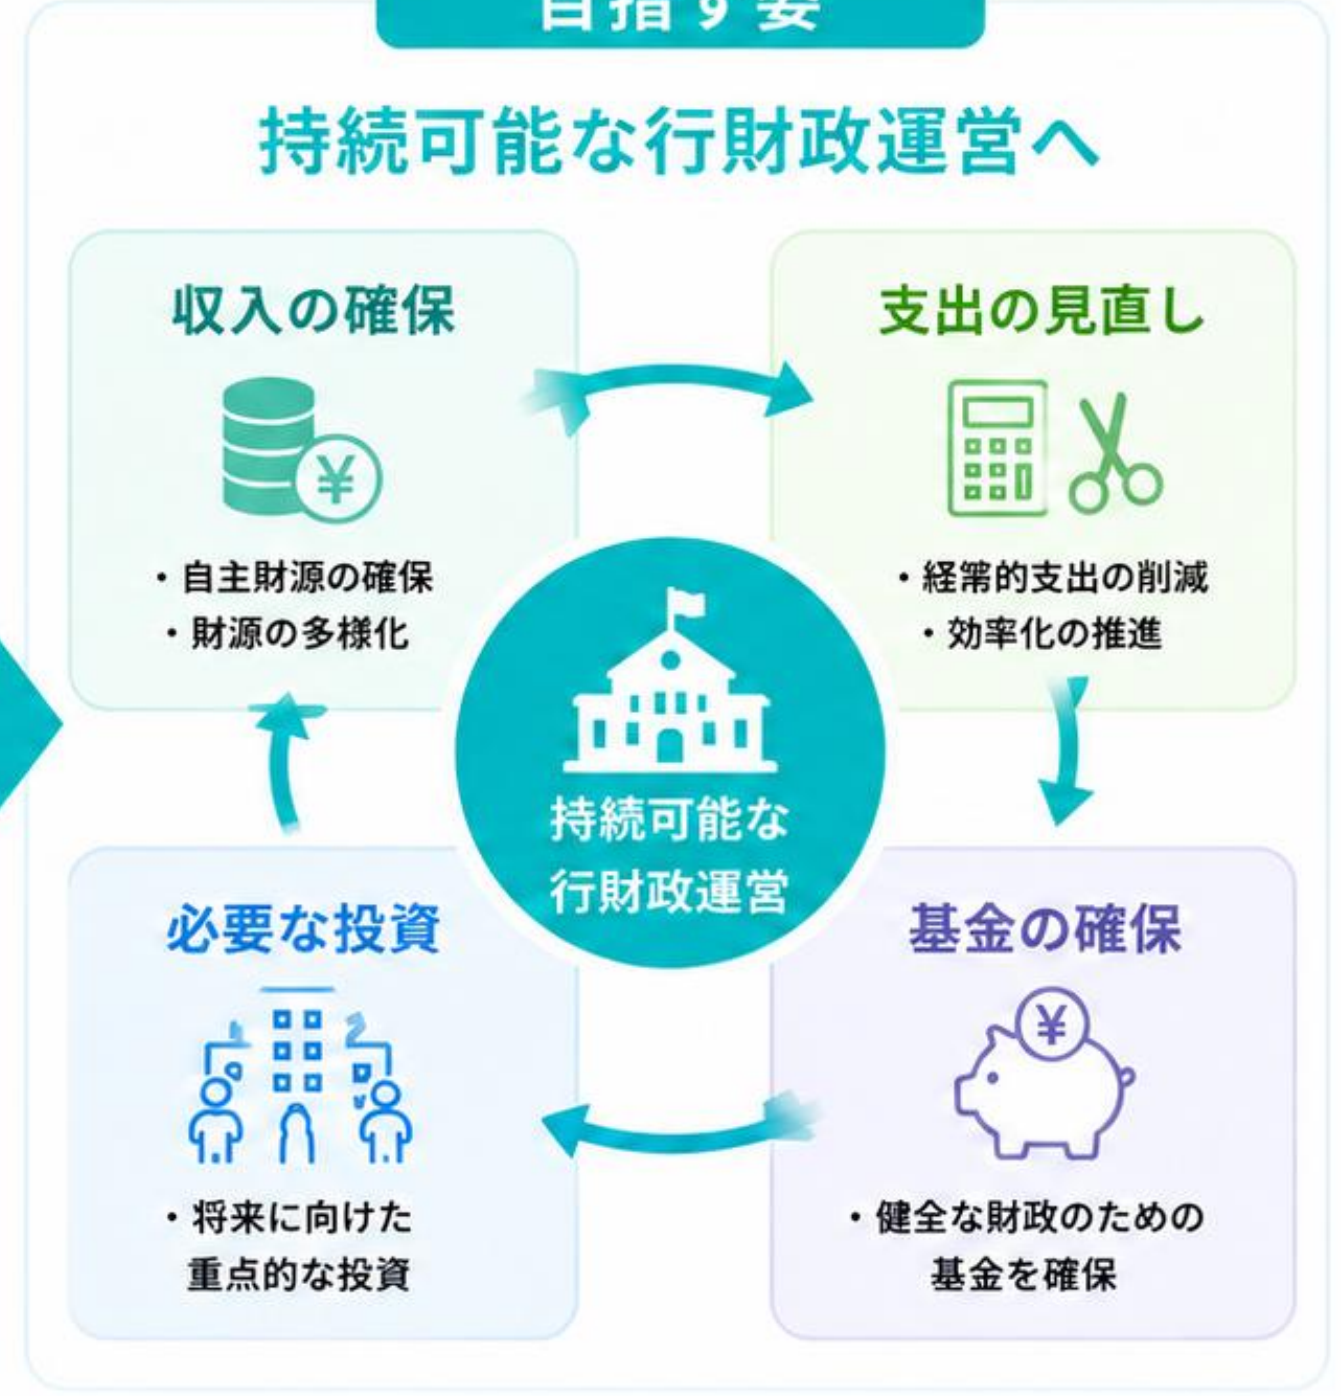 目指す姿
持続可能な行財政運営へ
収入の確保
¥
・自主財源の確保
・財源の多様化
支出の見直し
・経常的支出の削減
・効率化の推進
持続可能な
行財政運営
必要な投資
・将来に向けた
重点的な投資
基金の確保
¥
・健全な財政のための
基金を確保